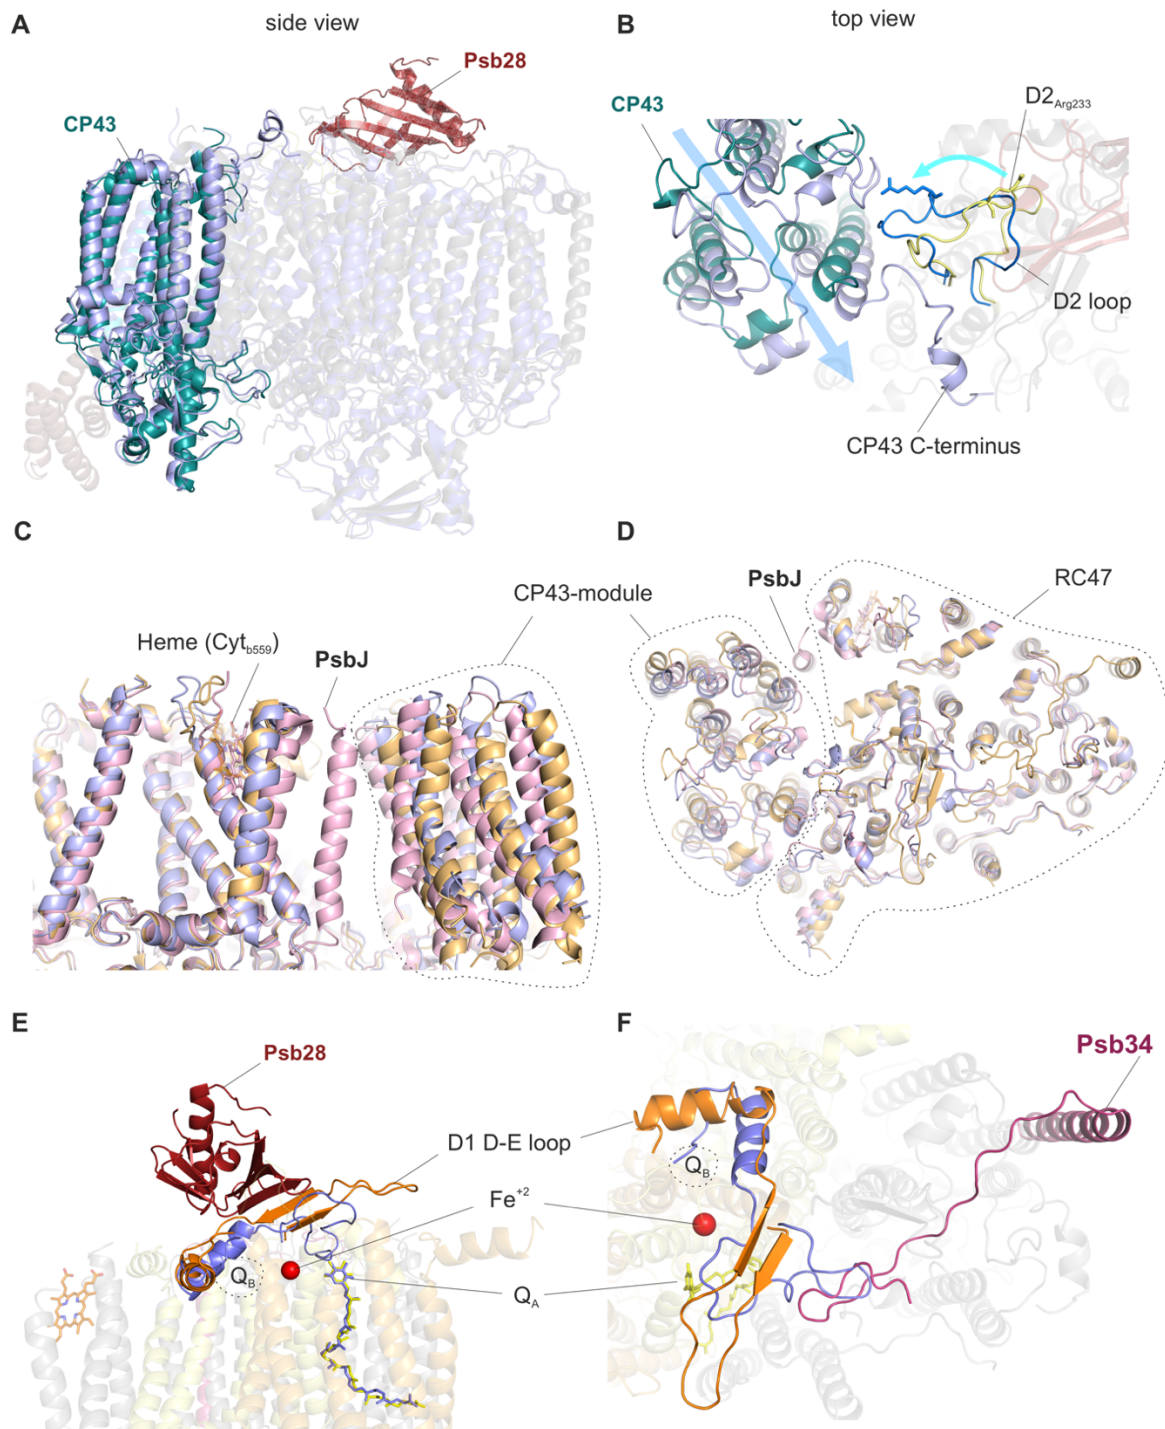 side view
top view
A
B
Psb28
CP43
CP43
D2Arg233
D2 loop
CP43 C-terminus
C
D
CP43-module
PsbJ
RC47
Heme (Cytb559)
PsbJ
E
F
Psb28
Psb34
D1 D-E loop
QB
Fe+2
QB
QA